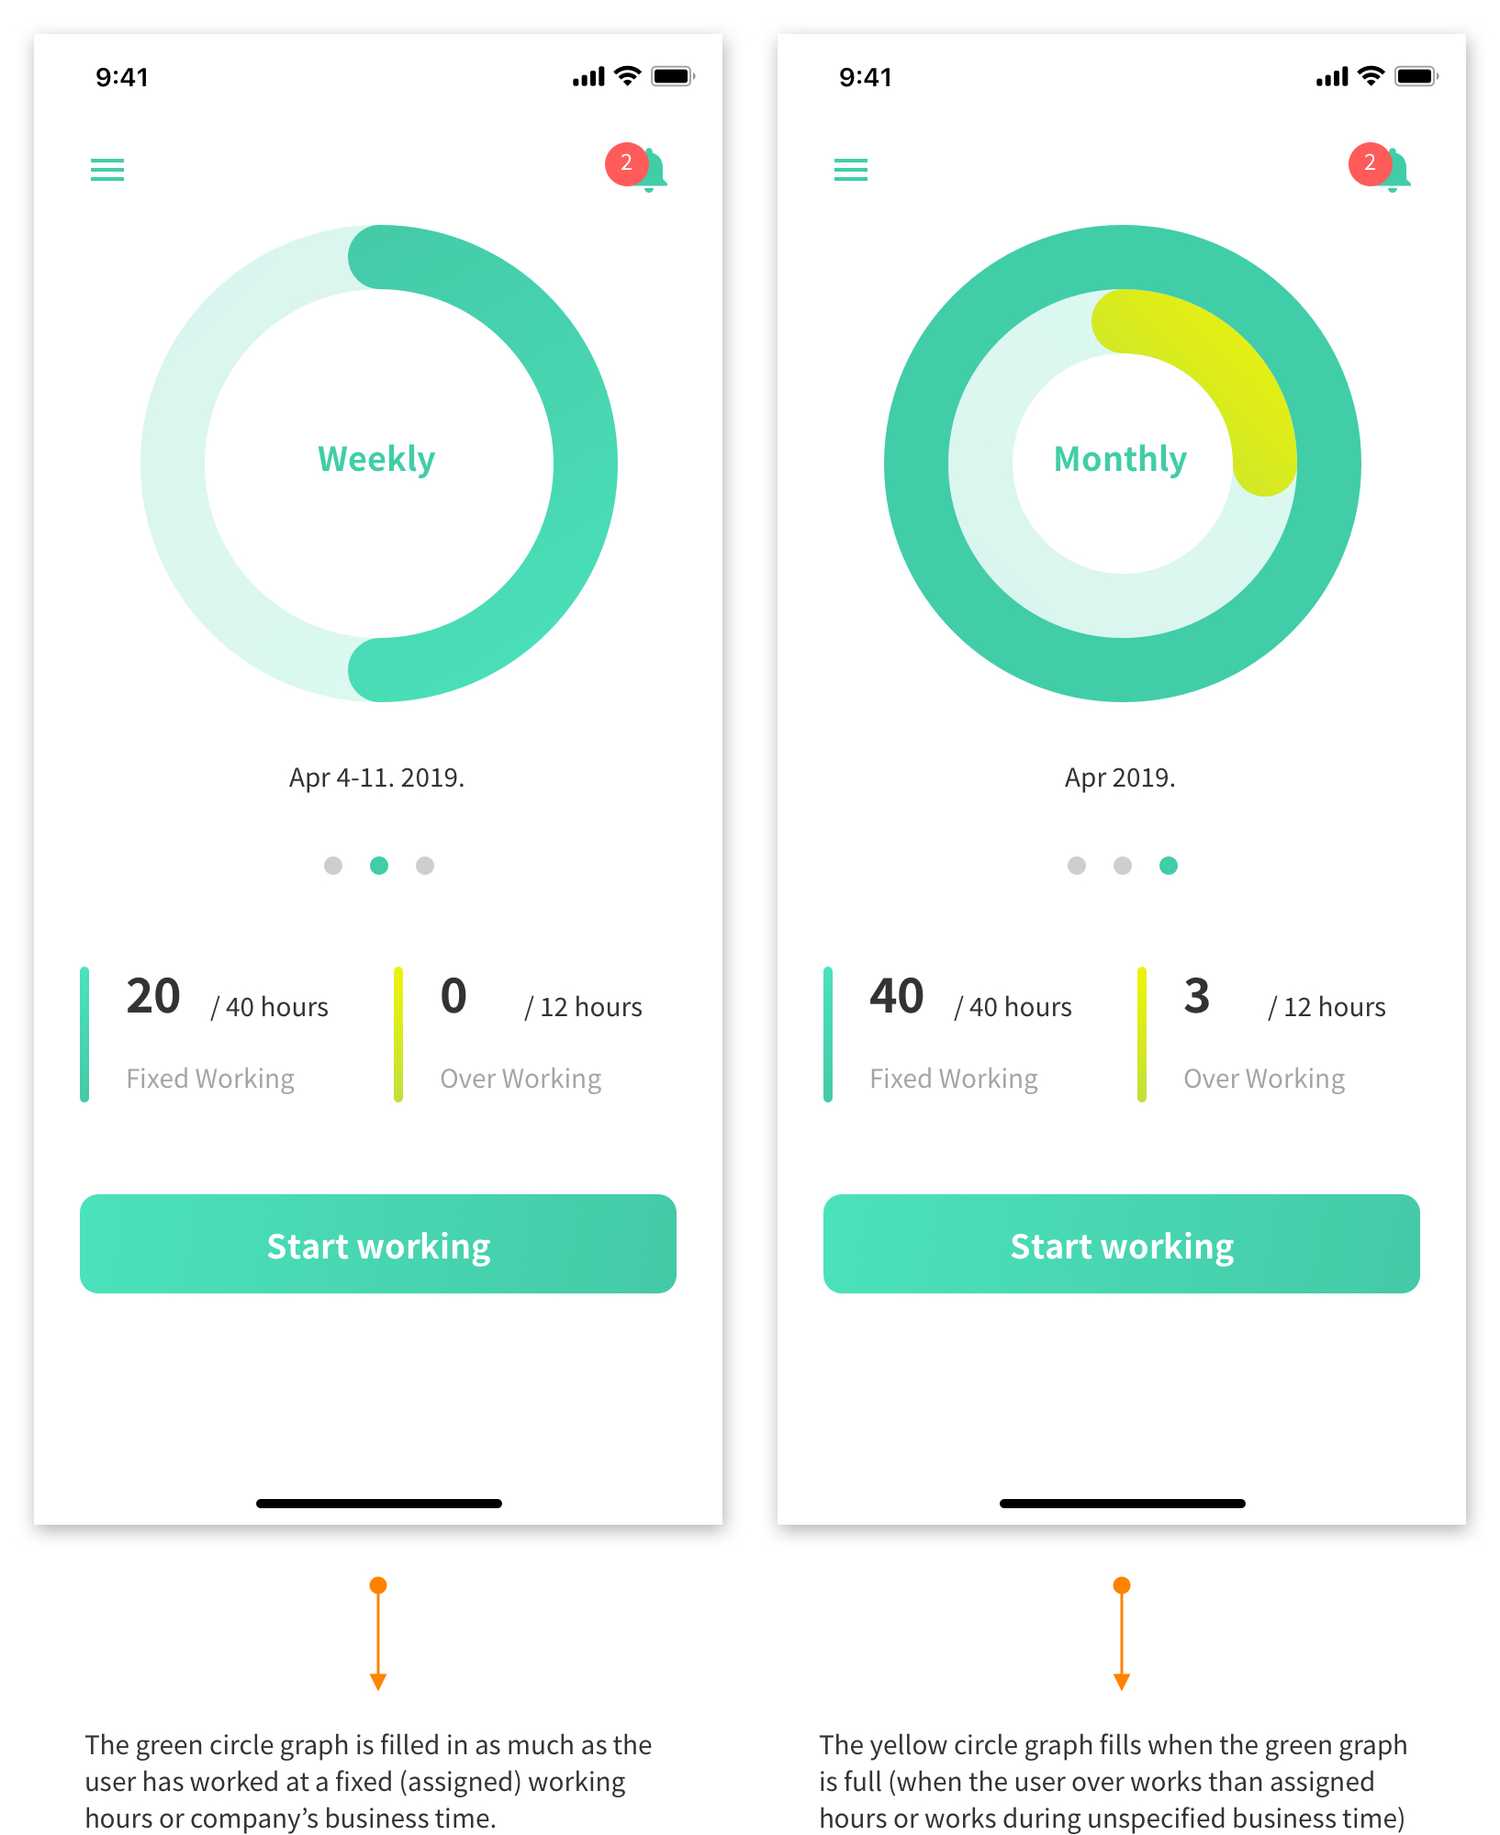 9:41
2
Weekly
Apr 4-11. 2019.
20 / 40 hours
Fixed Working
0 / 12 hours
Over Working
Start working
The green circle graph is filled in as much as the
user has worked at a fixed (assigned) working
hours or company’s business time.
9:41
2
Monthly
Apr 2019.
40 / 40 hours
Fixed Working
3 / 12 hours
Over Working
Start working
The yellow circle graph fills when the green graph
is full (when the user over works than assigned
hours or works during unspecified business time)